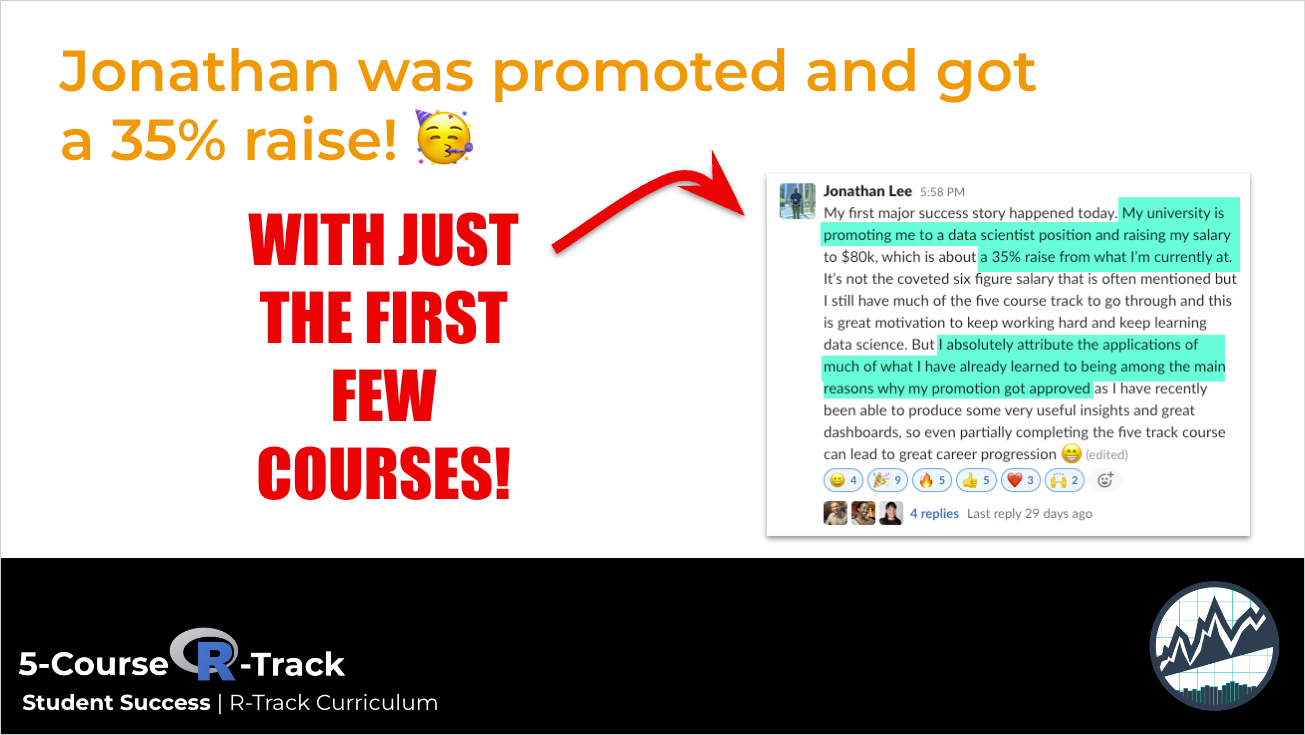 Jonathan was promoted and got
a 35% raise! 🥳
WITH JUST
THE FIRST
FEW
COURSES!
Jonathan Lee 5:58 PM
My first major success story happened today. My university is
promoting me to a data scientist position and raising my salary
to $80k, which is about a 35% raise from what I'm currently at.
It's not the coveted six figure salary that is often mentioned but
I still have much of the five course track to go through and this
is great motivation to keep working hard and keep learning
data science. But I absolutely attribute the applications of
much of what I have already learned to being among the main
reasons why my promotion got approved as I have recently
been able to produce some very useful insights and great
dashboards, so even partially completing the five track course
can lead to great career progression 😁 (edited)
😄 4 🎉 9 🔥 5 👍 5 ❤️ 3 🙌 2
4 replies Last reply 29 days ago
5-Course R-Track
Student Success | R-Track Curriculum